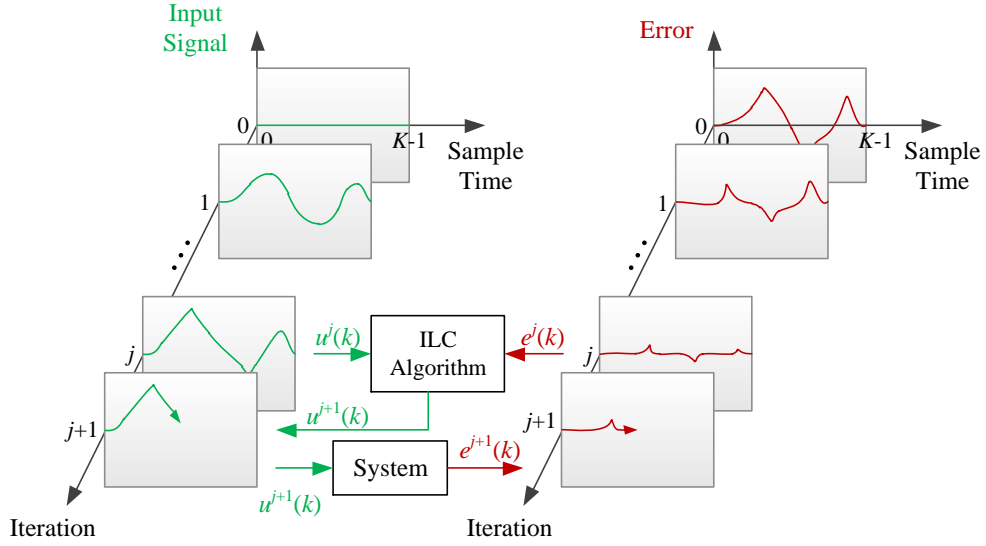 Input
Signal
Error
0
0
K-1
Sample
Time
0
0
K-1
Sample
Time
1
1
j
u^j(k)
ILC
Algorithm
e^j(k)
j
j+1
u^{j+1}(k)
j+1
System
e^{j+1}(k)
u^{j+1}(k)
Iteration
Iteration